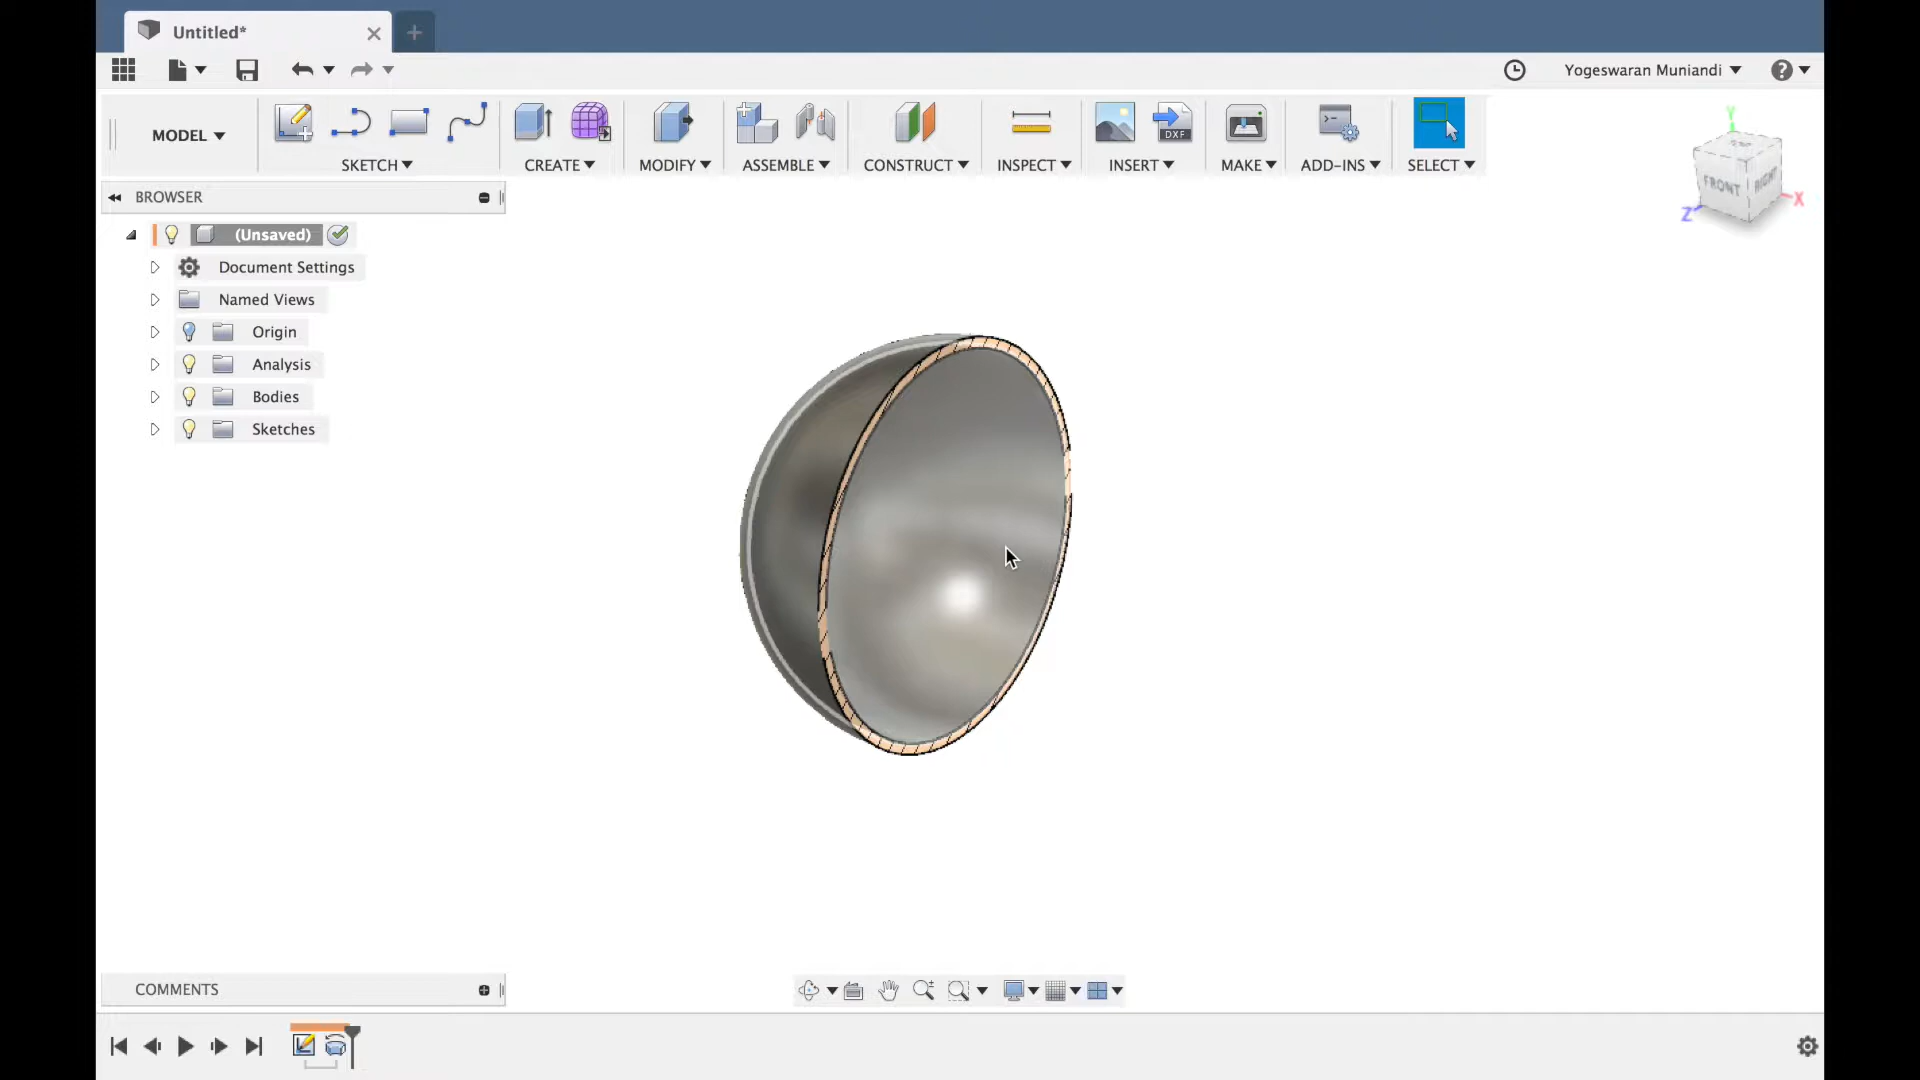 Untitled*
Yogeswaran Muniandi
MODEL
DXF
SKETCH CREATE MODIFY ASSEMBLE CONSTRUCT INSPECT INSERT MAKE ADD-INS SELECT
Y
FRONT RIGHT
X
Z
BROWSER
(Unsaved)
Document Settings
Named Views
Origin
Analysis
Bodies
Sketches
COMMENTS